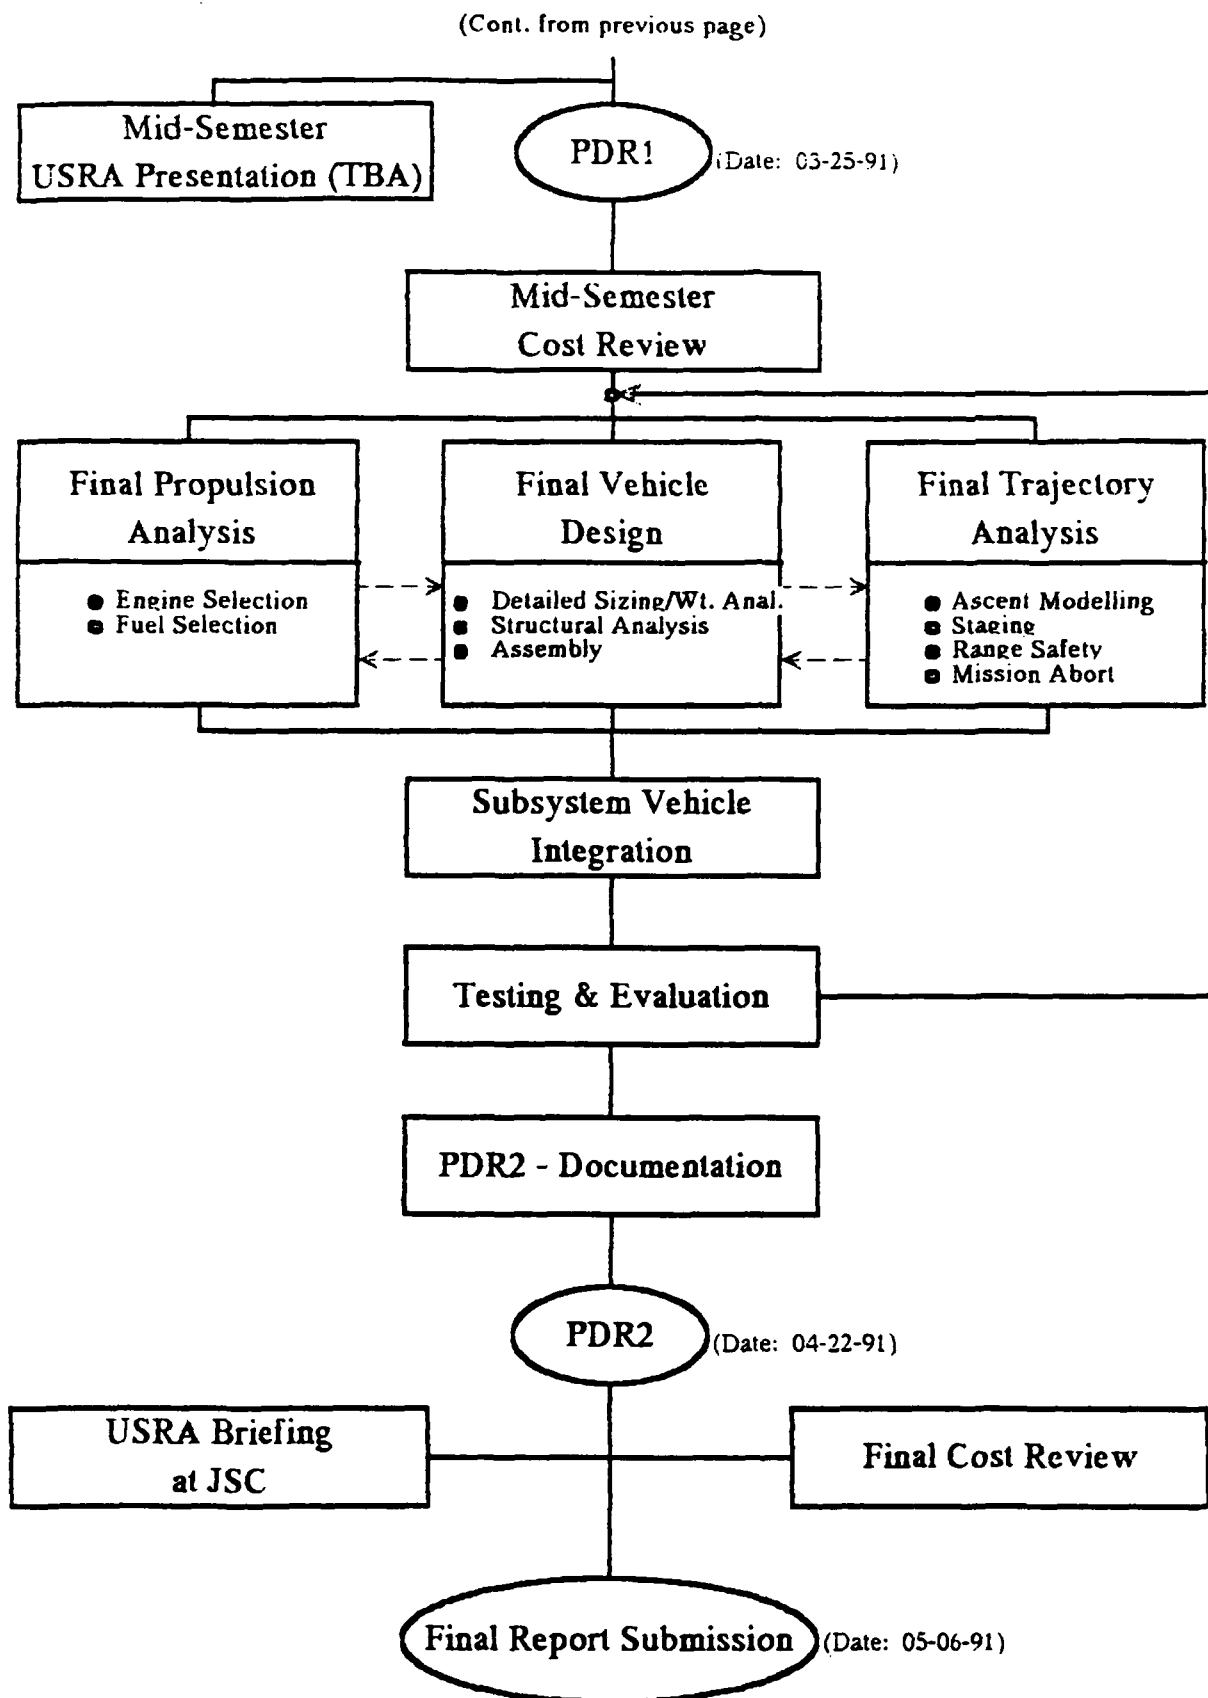 (Cont. from previous page)
Mid-Semester
USRA Presentation (TBA)
PDR1
(Date: 03-25-91)
Mid-Semester
Cost Review
Final Propulsion
Analysis
● Engine Selection
● Fuel Selection
Final Vehicle
Design
● Detailed Sizing/Wt. Anal.
● Structural Analysis
● Assembly
Final Trajectory
Analysis
● Ascent Modelling
● Staging
● Range Safety
● Mission Abort
Subsystem Vehicle
Integration
Testing & Evaluation
PDR2 - Documentation
PDR2
(Date: 04-22-91)
USRA Briefing
at JSC
Final Cost Review
Final Report Submission
(Date: 05-06-91)